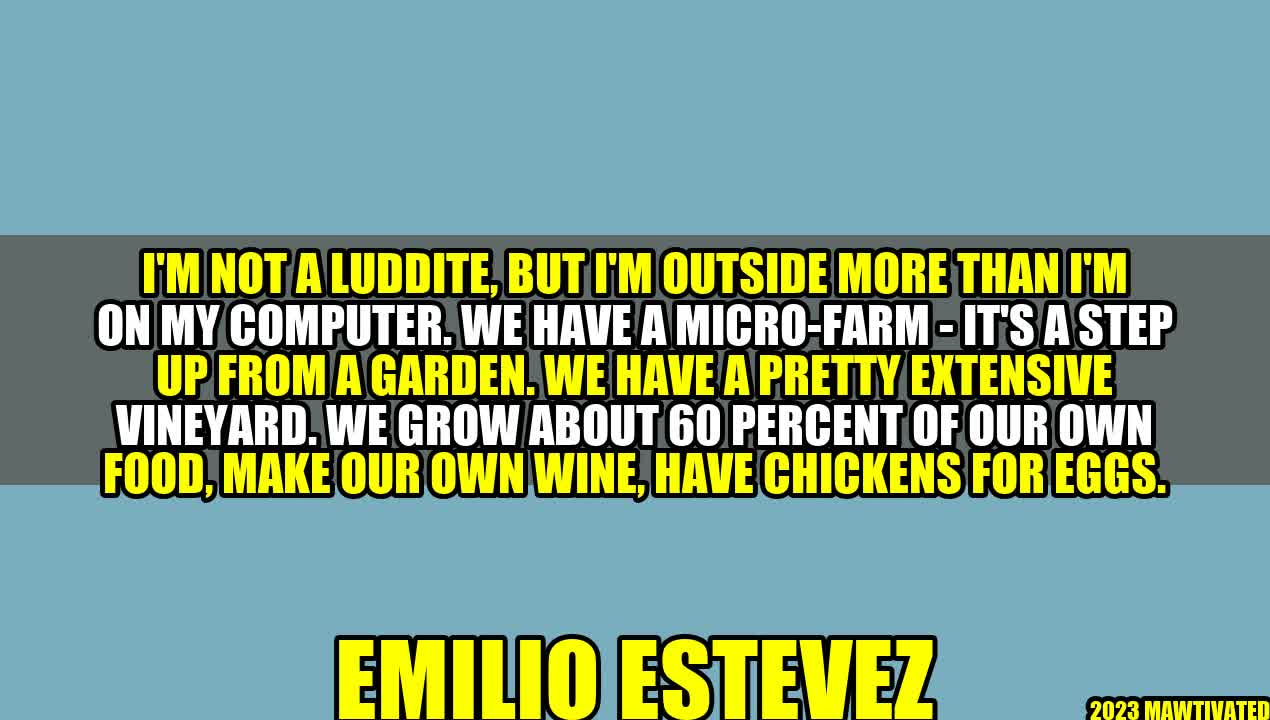 I'M NOT A LUDDITE, BUT I'M OUTSIDE MORE THAN I'M
ON MY COMPUTER. WE HAVE A MICRO-FARM - IT'S A STEP
UP FROM A GARDEN. WE HAVE A PRETTY EXTENSIVE
VINEYARD. WE GROW ABOUT 60 PERCENT OF OUR OWN
FOOD, MAKE OUR OWN WINE, HAVE CHICKENS FOR EGGS.
EMILIO ESTEVEZ
2023 MAWTIVATED